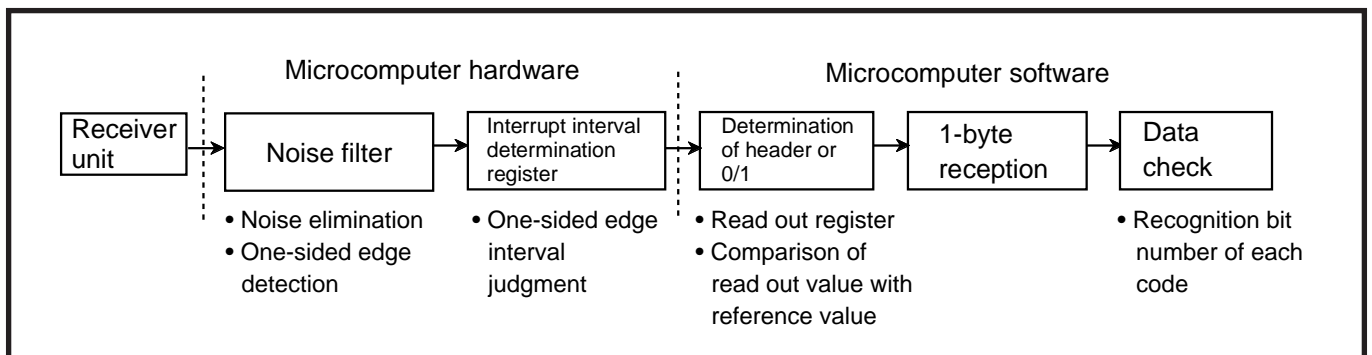 Microcomputer hardware
Microcomputer software
Receiver
unit
Noise filter
Interrupt interval
determination
register
Determination
of header or
0/1
1-byte
reception
Data
check
• Noise elimination
• One-sided edge
detection
• One-sided edge
interval
judgment
• Read out register
• Comparison of
read out value with
reference value
• Recognition bit
number of each
code